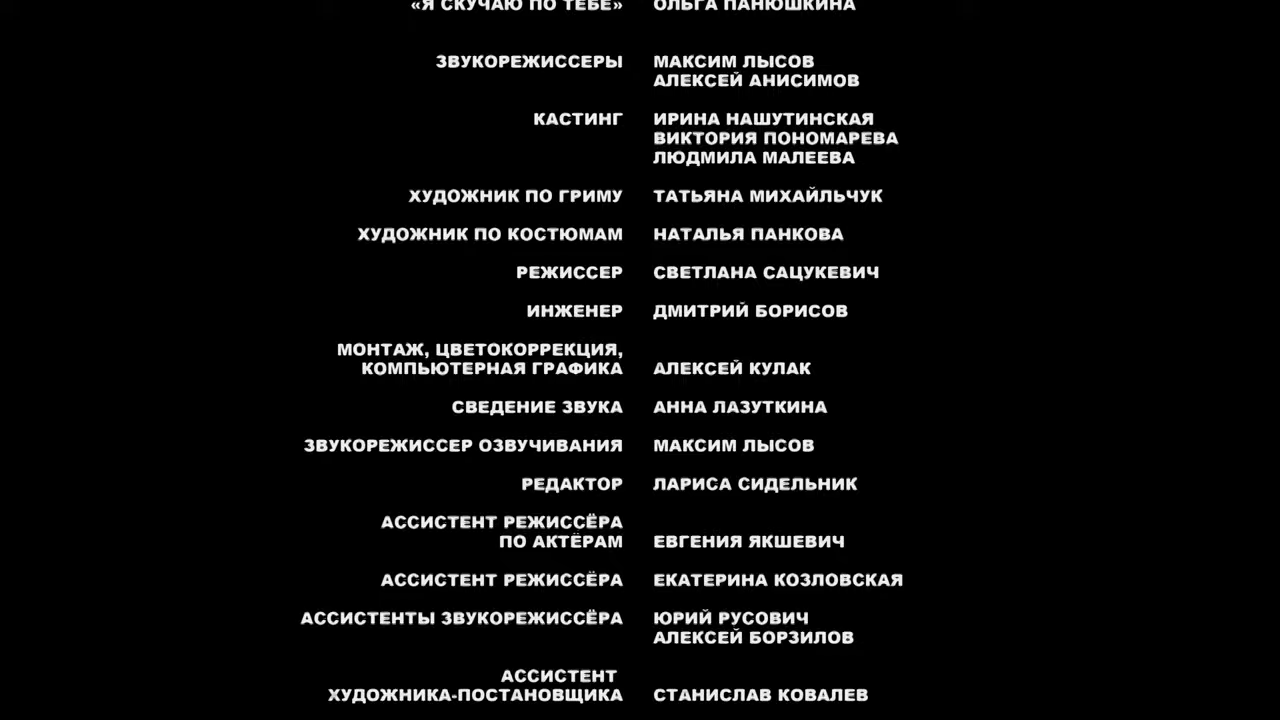 «Я СКУЧАЮ ПО ТЕБЕ» ОЛЬГА ПАНЮШКИНА
ЗВУКОРЕЖИССЕРЫ МАКСИМ ЛЫСОВ
АЛЕКСЕЙ АНИСИМОВ
КАСТИНГ ИРИНА НАШУТИНСКАЯ
ВИКТОРИЯ ПОНОМАРЕВА
ЛЮДМИЛА МАЛЕЕВА
ХУДОЖНИК ПО ГРИМУ ТАТЬЯНА МИХАЙЛЬЧУК
ХУДОЖНИК ПО КОСТЮМАМ НАТАЛЬЯ ПАНКОВА
РЕЖИССЕР СВЕТЛАНА САЦУКЕВИЧ
ИНЖЕНЕР ДМИТРИЙ БОРИСОВ
МОНТАЖ, ЦВЕТОКОРРЕКЦИЯ,
КОМПЬЮТЕРНАЯ ГРАФИКА АЛЕКСЕЙ КУЛАК
СВЕДЕНИЕ ЗВУКА АННА ЛАЗУТКИНА
ЗВУКОРЕЖИССЕР ОЗВУЧИВАНИЯ МАКСИМ ЛЫСОВ
РЕДАКТОР ЛАРИСА СИДЕЛЬНИК
АССИСТЕНТ РЕЖИССЁРА
ПО АКТЁРАМ ЕВГЕНИЯ ЯКШЕВИЧ
АССИСТЕНТ РЕЖИССЁРА ЕКАТЕРИНА КОЗЛОВСКАЯ
АССИСТЕНТЫ ЗВУКОРЕЖИССЁРА ЮРИЙ РУСОВИЧ
АЛЕКСЕЙ БОРЗИЛОВ
АССИСТЕНТ
ХУДОЖНИКА-ПОСТАНОВЩИКА СТАНИСЛАВ КОВАЛЕВ